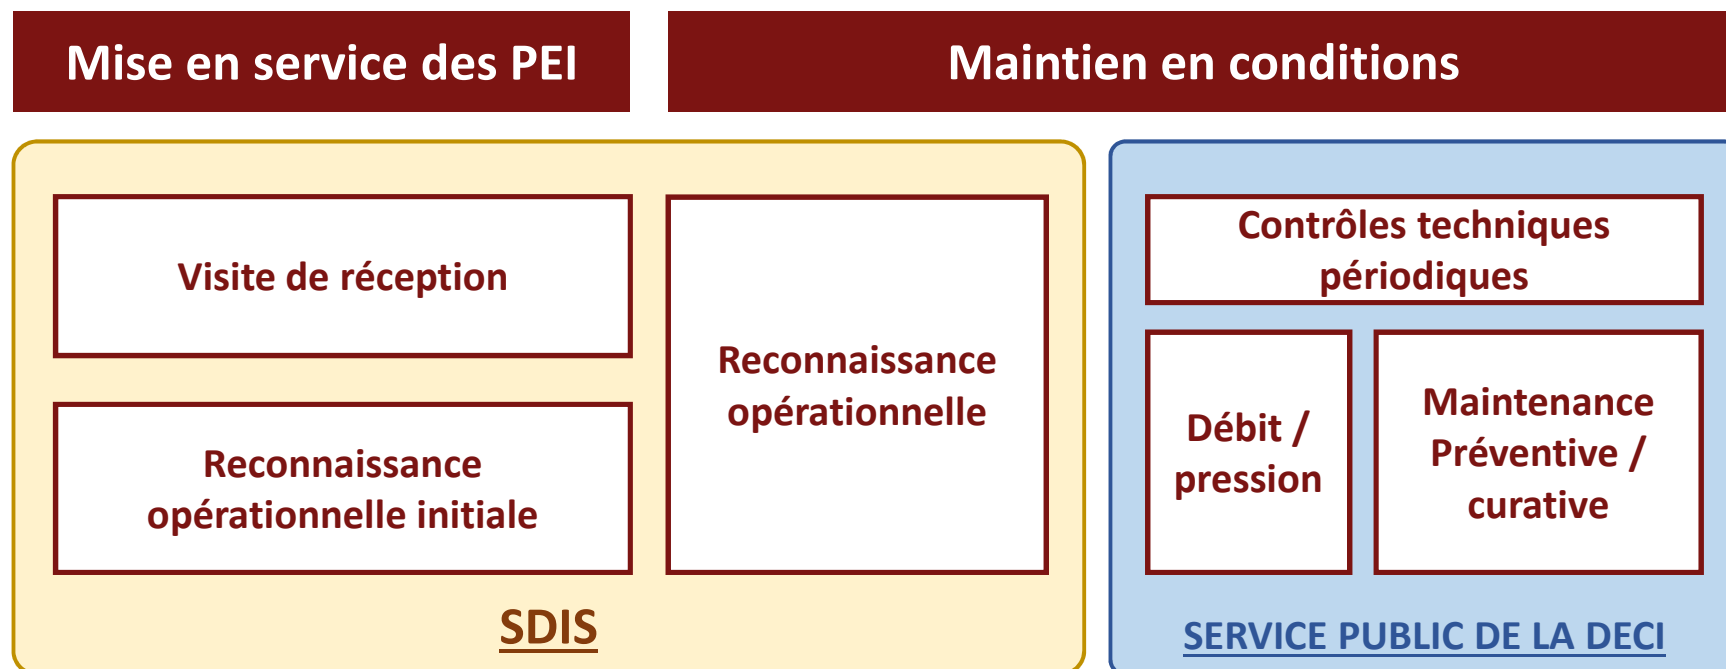 Mise en service des PEI
Maintien en conditions
Visite de réception
Reconnaissance
opérationnelle initiale
Reconnaissance
opérationnelle
SDIS
Contrôles techniques
périodiques
Débit /
pression
Maintenance
Préventive /
curative
SERVICE PUBLIC DE LA DECI